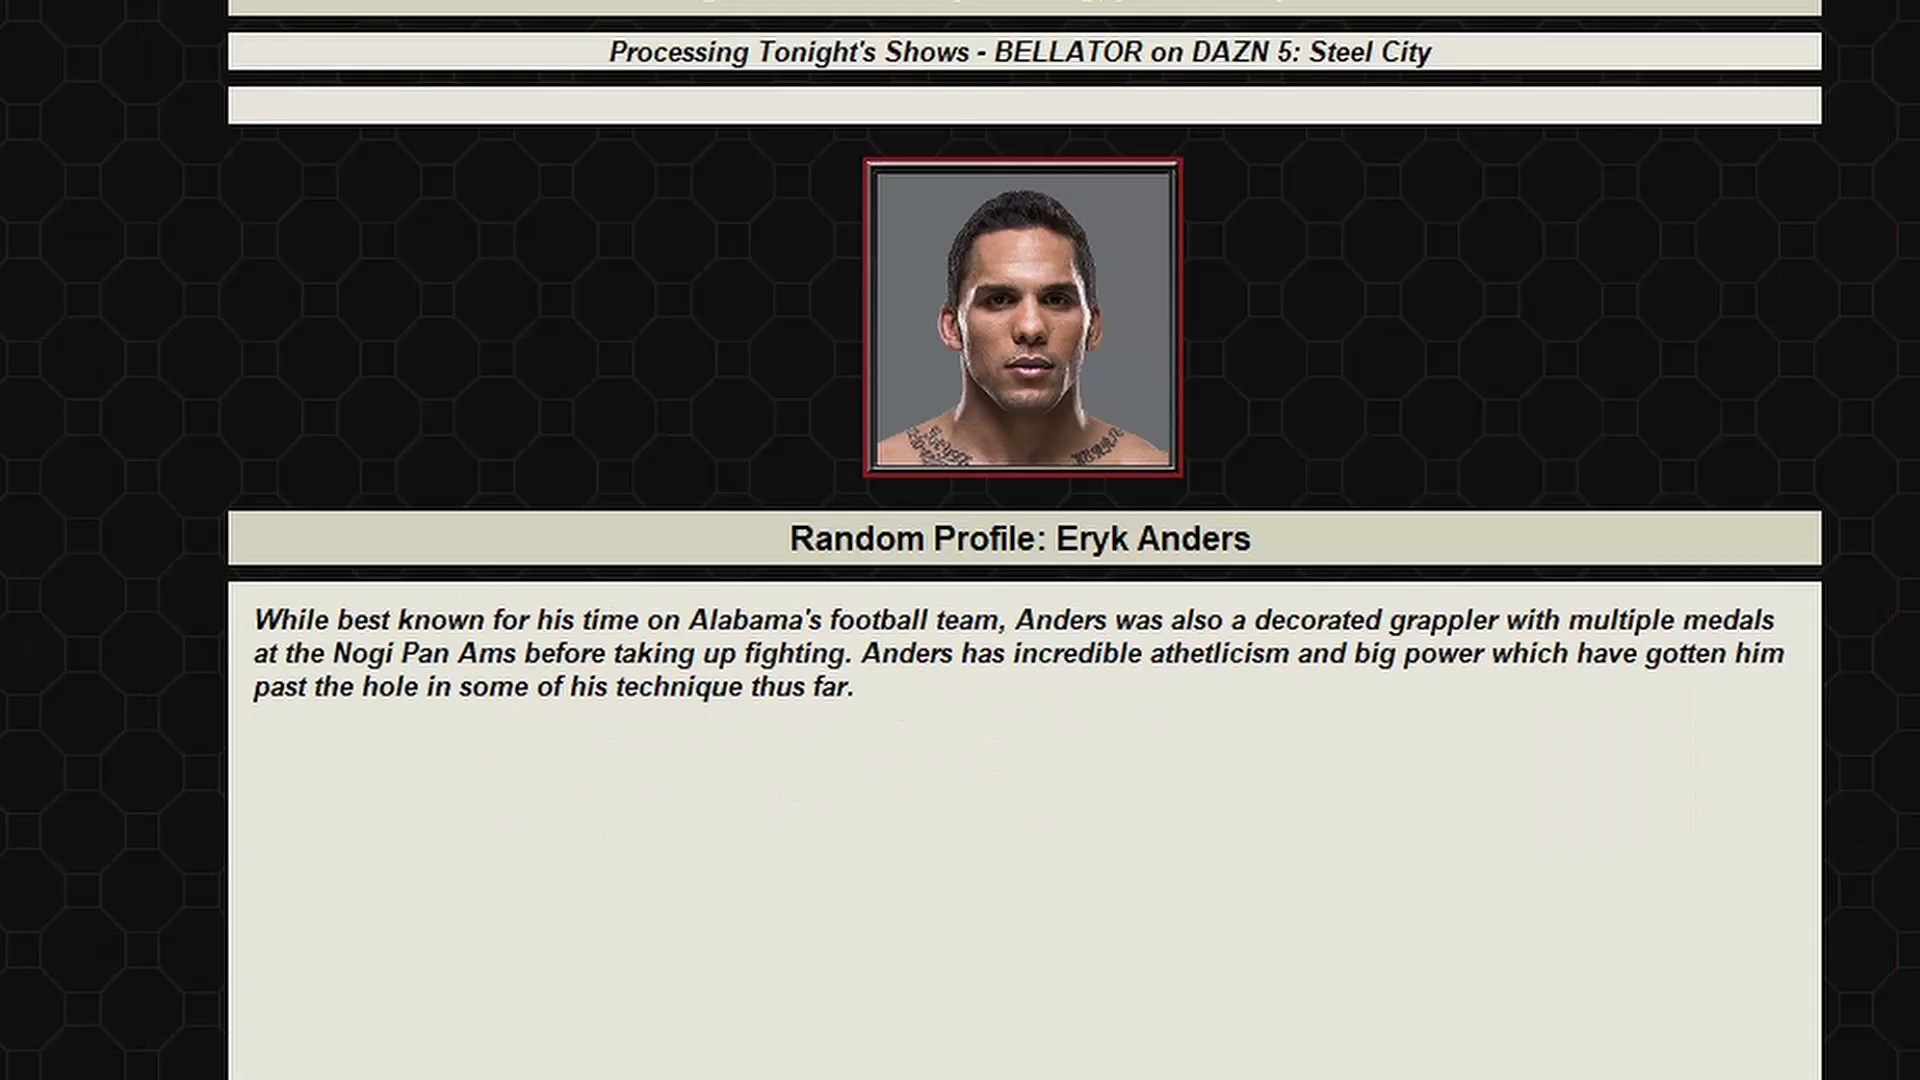 Processing Tonight's Shows - BELLATOR on DAZN 5: Steel City
Random Profile: Eryk Anders
While best known for his time on Alabama's football team, Anders was also a decorated grappler with multiple medals
at the Nogi Pan Ams before taking up fighting. Anders has incredible athetlicism and big power which have gotten him
past the hole in some of his technique thus far.